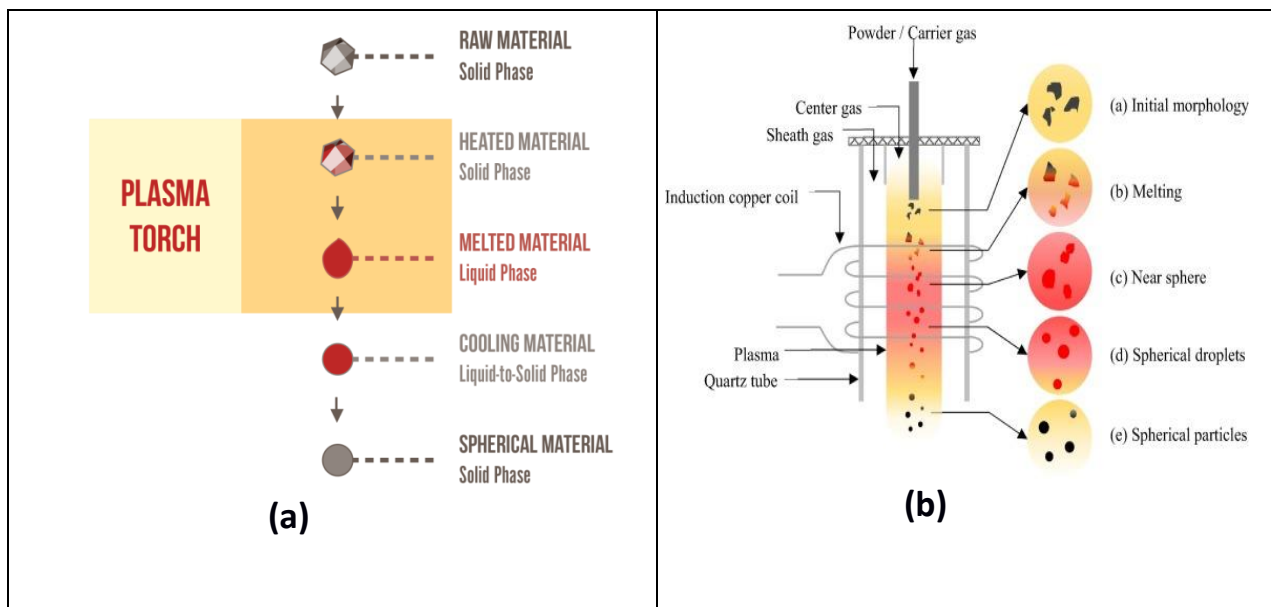 RAW MATERIAL
Solid Phase
HEATED MATERIAL
Solid Phase
PLASMA
TORCH
MELTED MATERIAL
Liquid Phase
COOLING MATERIAL
Liquid-to-Solid Phase
SPHERICAL MATERIAL
Solid Phase
(a)
Powder / Carrier gas
Center gas
Sheath gas
Induction copper coil
Plasma
Quartz tube
(a) Initial morphology
(b) Melting
(c) Near sphere
(d) Spherical droplets
(e) Spherical particles
(b)